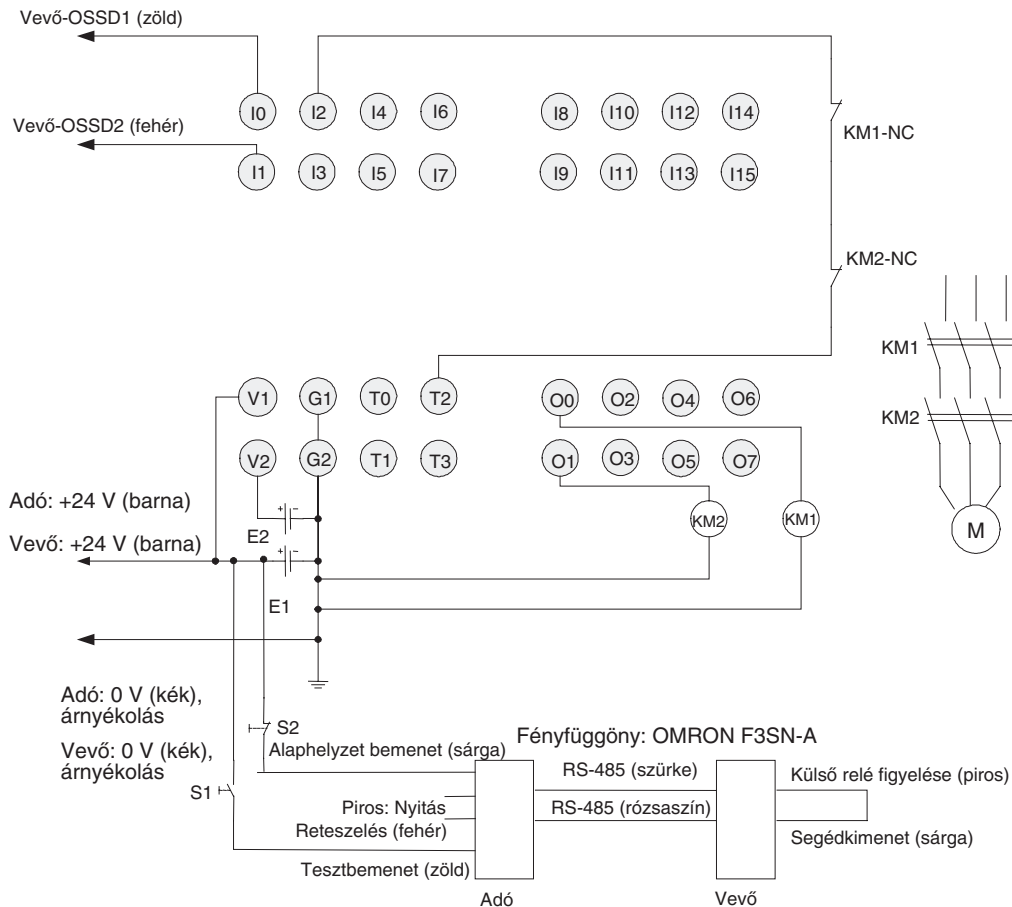 Vevő-OSSD1 (zöld)
I0 I2 I4 I6 I8 I10 I12 I14
KM1-NC
Vevő-OSSD2 (fehér)
I1 I3 I5 I7 I9 I11 I13 I15
KM2-NC
KM1
V1 G1 T0 T2 O0 O2 O4 O6
KM2
V2 G2 T1 T3 O1 O3 O5 O7
Adó: +24 V (barna)
+ -
E2
KM2
KM1
M
Vevő: +24 V (barna)
+ -
E1
Adó: 0 V (kék),
árnyékolás
Vevő: 0 V (kék),
árnyékolás
S2
Alaphelyzet bemenet (sárga)
S1
Fényfüggöny: OMRON F3SN-A
RS-485 (szürke)
Külső relé figyelése (piros)
Piros: Nyitás
RS-485 (rózsaszín)
Reteszelés (fehér)
Segédkimenet (sárga)
Tesztbemenet (zöld)
Adó
Vevő